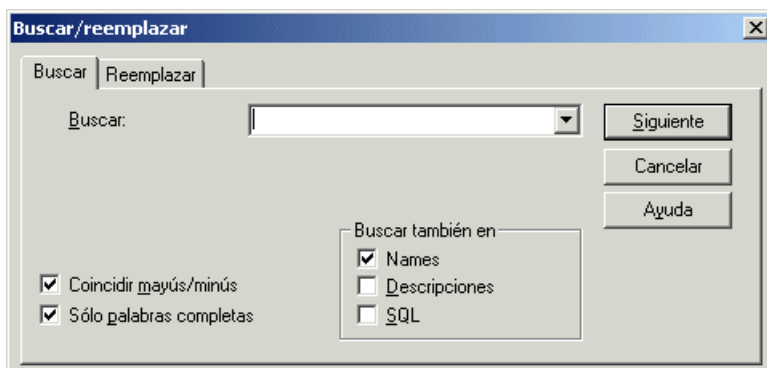 Buscar/reemplazar
Buscar Reemplazar
Buscar:
Siguiente
Cancelar
Ayuda
Buscar también en
Names
Descripciones
SQL
Coincidir mayús/minús
Sólo palabras completas